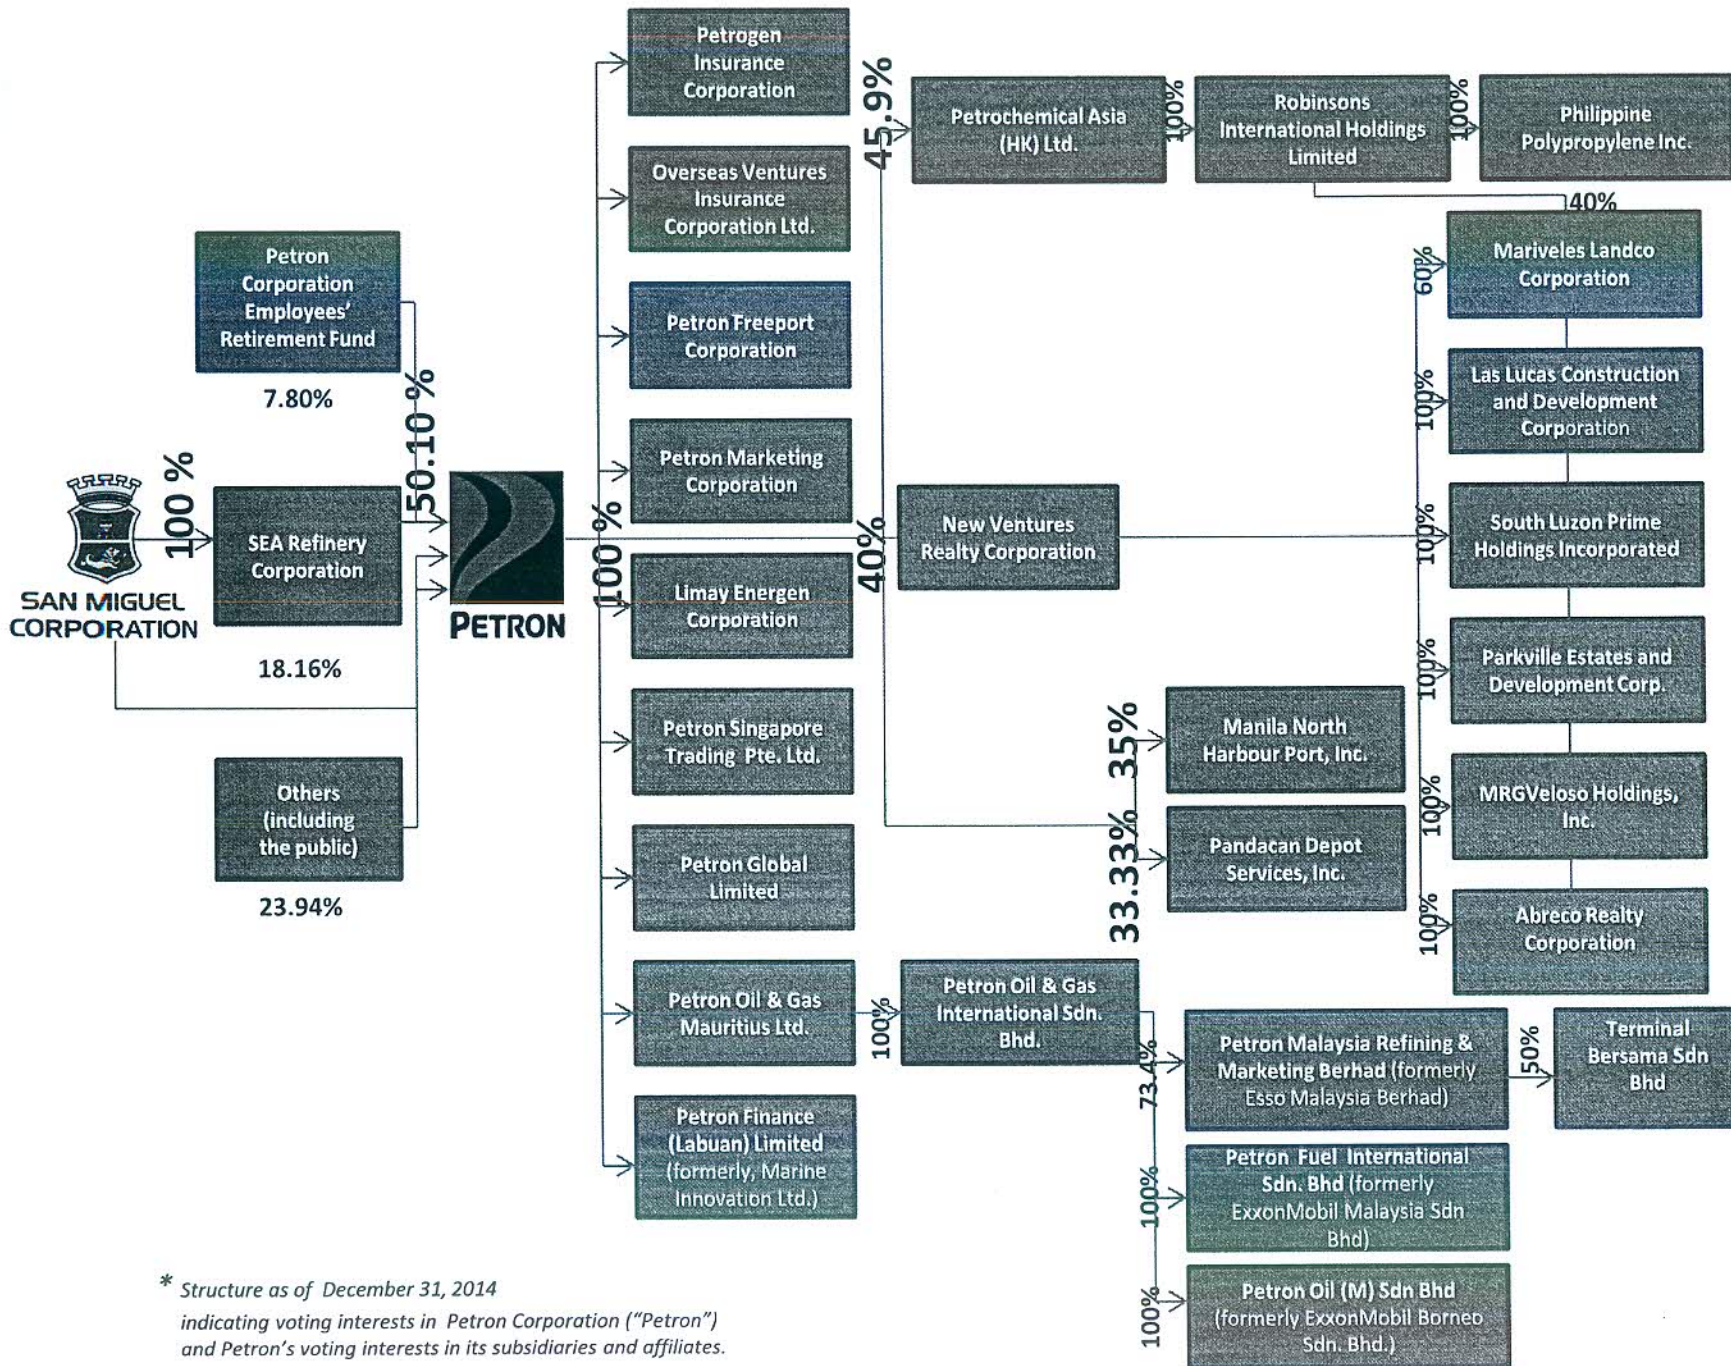 Petrogen
Insurance
Corporation
Overseas Ventures
Insurance
Corporation Ltd.
Petron Freeport
Corporation
Petron Marketing
Corporation
Limay Energen
Corporation
Petron Singapore
Trading Pte. Ltd.
Petron Global
Limited
Petron Oil & Gas
Mauritius Ltd.
Petron Finance
(Labuan) Limited
(formerly, Marine
Innovation Ltd.)
Petron
Corporation
Employees’
Retirement Fund
7.80%
100 %
SAN MIGUEL
CORPORATION
SEA Refinery
Corporation
18.16%
50.10 %
PETRON
Others
(including
the public)
23.94%
100 %
45.9%
40%
Petrochemical Asia
(HK) Ltd.
100%
Robinsons
International Holdings
Limited
100%
Philippine
Polypropylene Inc.
40%
New Ventures
Realty Corporation
60%
Mariveles Landco
Corporation
100%
Las Lucas Construction
and Development
Corporation
100%
South Luzon Prime
Holdings Incorporated
100%
Parkville Estates and
Development Corp.
100%
MRGVeloso Holdings,
Inc.
100%
Abreco Realty
Corporation
35%
Manila North
Harbour Port, Inc.
33.33%
Pandacan Depot
Services, Inc.
100%
Petron Oil & Gas
International Sdn.
Bhd.
73.4%
Petron Malaysia Refining &
Marketing Berhad (formerly
Esso Malaysia Berhad)
50%
Terminal
Bersama Sdn
Bhd
100%
Petron Fuel International
Sdn. Bhd (formerly
ExxonMobil Malaysia Sdn
Bhd)
100%
Petron Oil (M) Sdn Bhd
(formerly ExxonMobil Borneo
Sdn. Bhd.)
* Structure as of December 31, 2014
indicating voting interests in Petron Corporation (“Petron”)
and Petron’s voting interests in its subsidiaries and affiliates.